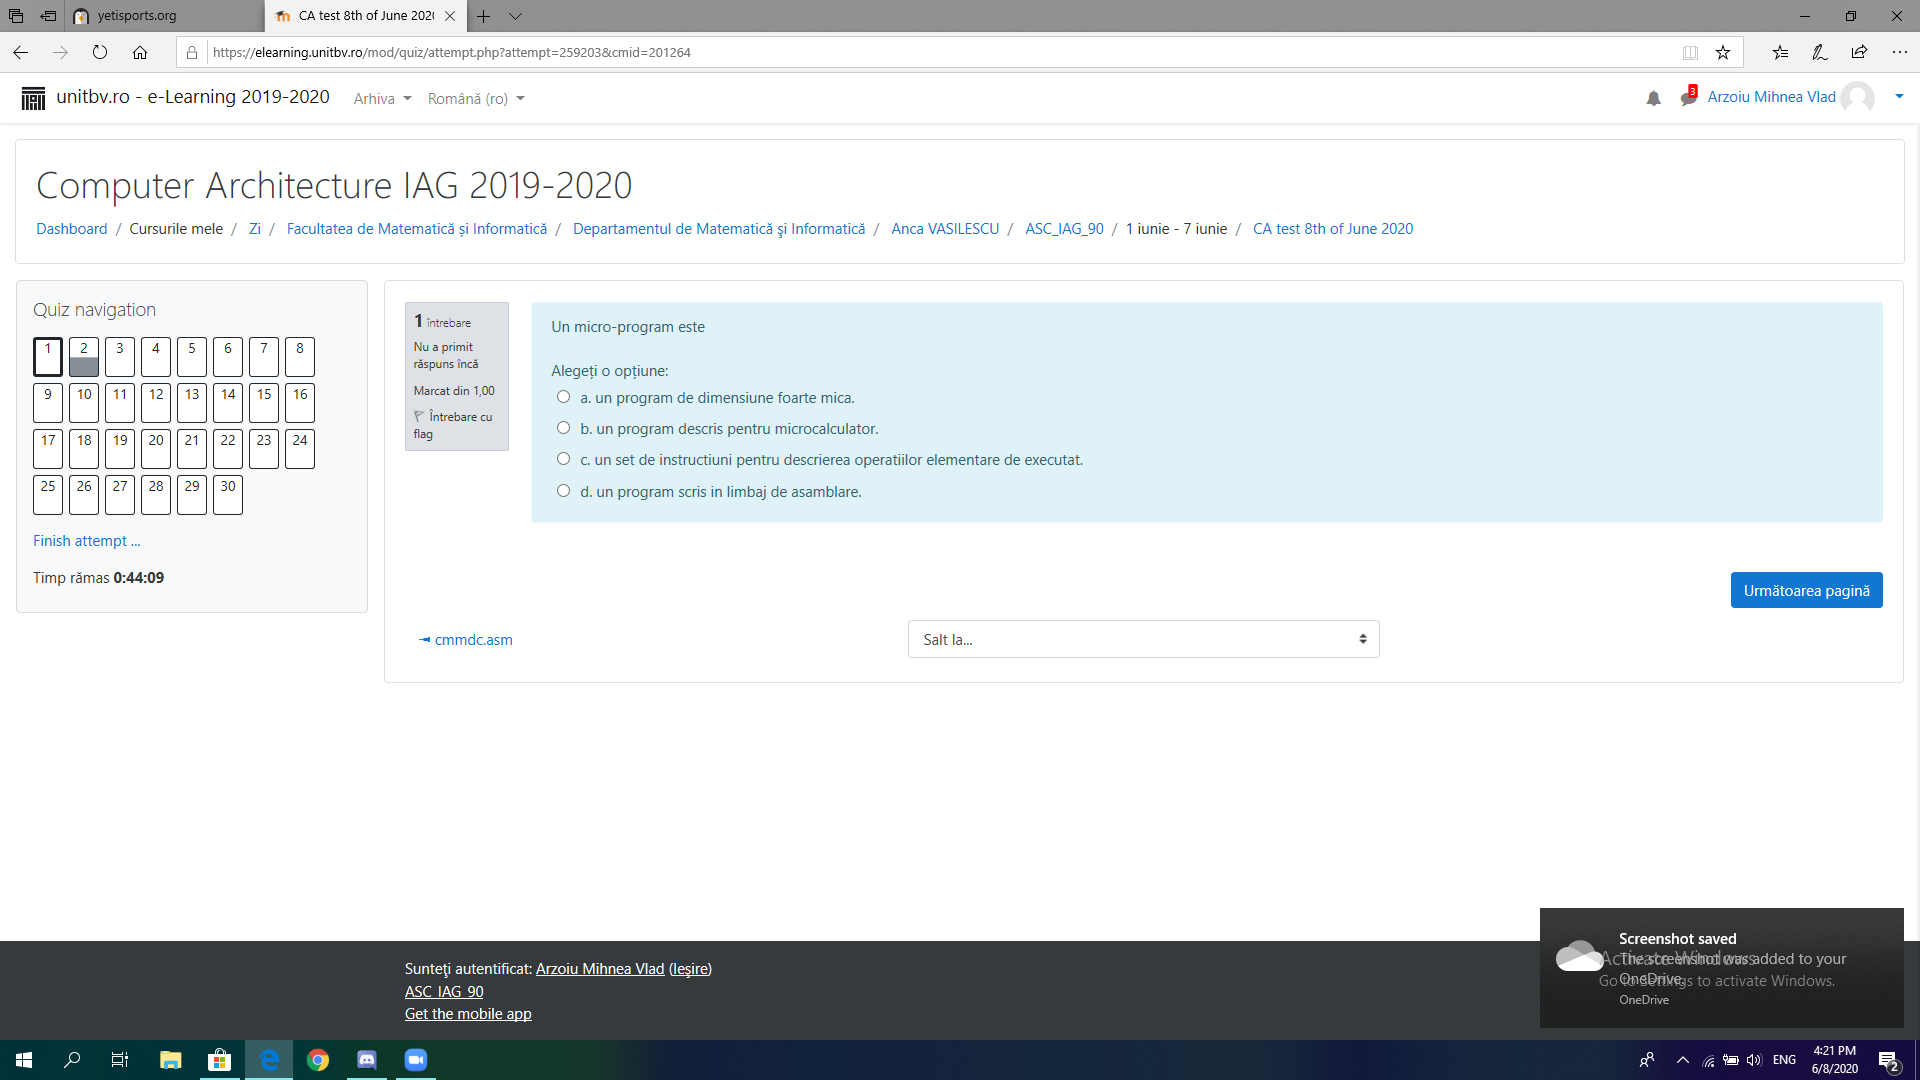 yetisports.org
CA test 8th of June 202
https://elearning.unitbv.ro/mod/quiz/attempt.php?attempt=259203&cmid=201264
unitbv.ro - e-Learning 2019-2020
Arhiva
Română (ro)
3
Arzoiu Mihnea Vlad
Computer Architecture IAG 2019-2020
Dashboard / Cursurile mele / Zi / Facultatea de Matematică și Informatică / Departamentul de Matematică şi Informatică / Anca VASILESCU / ASC_IAG_90 / 1 iunie - 7 iunie / CA test 8th of June 2020
Quiz navigation
1 2 3 4 5 6 7 8
9 10 11 12 13 14 15 16
17 18 19 20 21 22 23 24
25 26 27 28 29 30
Finish attempt ...
Timp rămas 0:44:09
1 întrebare
Nu a primit
răspuns încă
Marcat din 1,00
Întrebare cu
flag
Un micro-program este
Alegeți o opțiune:
a. un program de dimensiune foarte mica.
b. un program descris pentru microcalculator.
c. un set de instructiuni pentru descrierea operatiilor elementare de executat.
d. un program scris in limbaj de asamblare.
Următoarea pagină
◄ cmmdc.asm
Salt la...
Sunteţi autentificat: Arzoiu Mihnea Vlad (Ieşire)
ASC_IAG_90
Get the mobile app
Screenshot saved
The screenshot was added to your
OneDrive.
OneDrive
Activate Windows
Go to Settings to activate Windows.
ENG
4:21 PM
6/8/2020
2